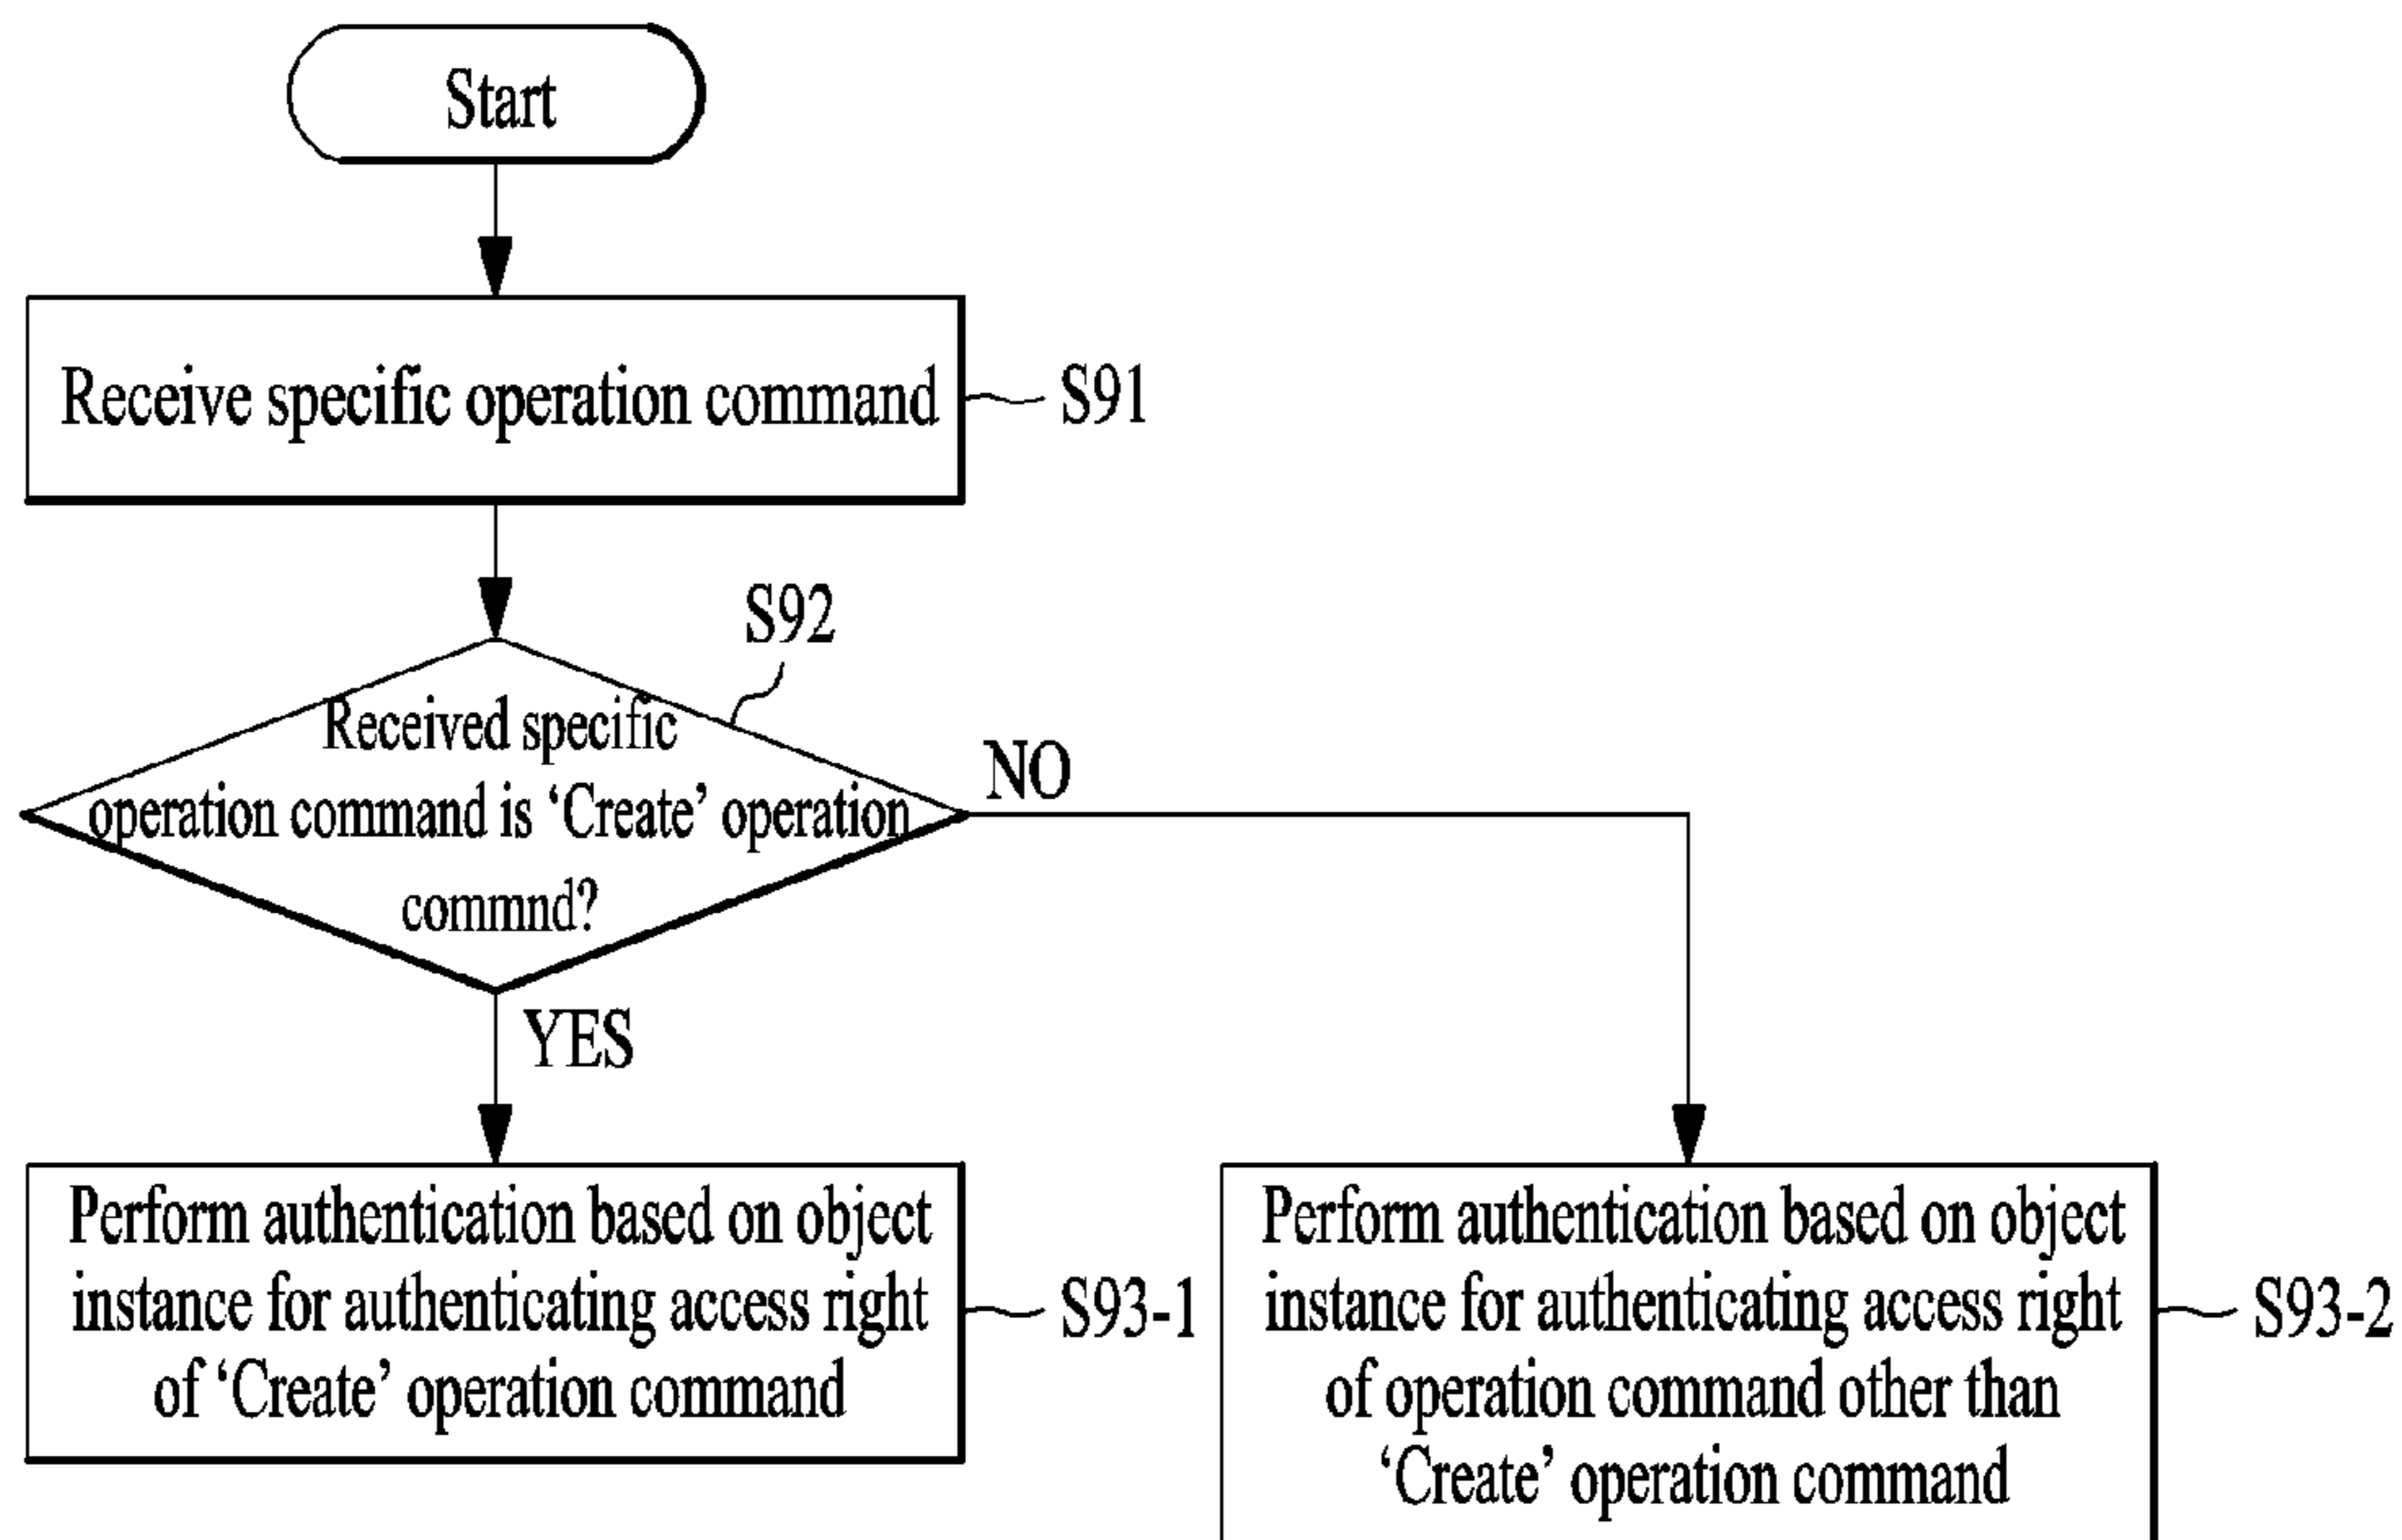 Start
Receive specific operation command
S91
S92
Received specific
operation command is ‘Create’ operation
commnd?
NO
YES
Perform authentication based on object
instance for authenticating access right
of ‘Create’ operation command
S93-1
Perform authentication based on object
instance for authenticating access right
of operation command other than
‘Create’ operation command
S93-2